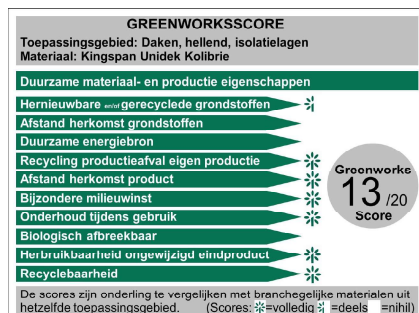 GREENWORKSSCORE
Toepassingsgebied: Daken, hellend, isolatielagen
Materiaal: Kingspan Unidek Kolibrie
Duurzame materiaal- en productie eigenschappen
Hernieuwbare en/of gerecyclede grondstoffen
Afstand herkomst grondstoffen
Duurzame energiebron
Recycling productieafval eigen productie
Afstand herkomst product
Bijzondere milieuwinst
Onderhoud tijdens gebruik
Biologisch afbreekbaar
Herbruikbaarheid ongewijzigd eindproduct
Recyclebaarheid
Greenworks
13 /20
Score
De scores zijn onderling te vergelijken met branchegelijke materialen uit
hetzelfde toepassingsgebied. (Scores: =volledig =deels =nihil)